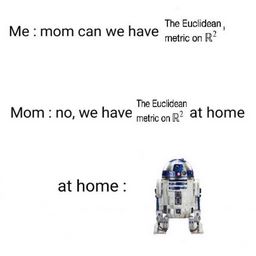 Me : mom can we have The Euclidean metric on ℝ² ,
Mom : no, we have The Euclidean metric on ℝ² at home
at home :